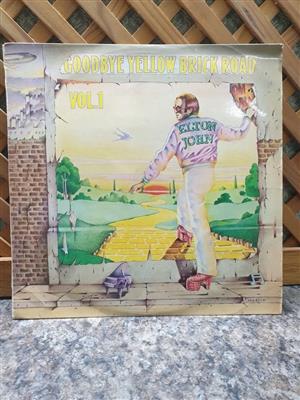 GOODBYE YELLOW BRICK ROAD
VOL.1
ELTON
JOHN